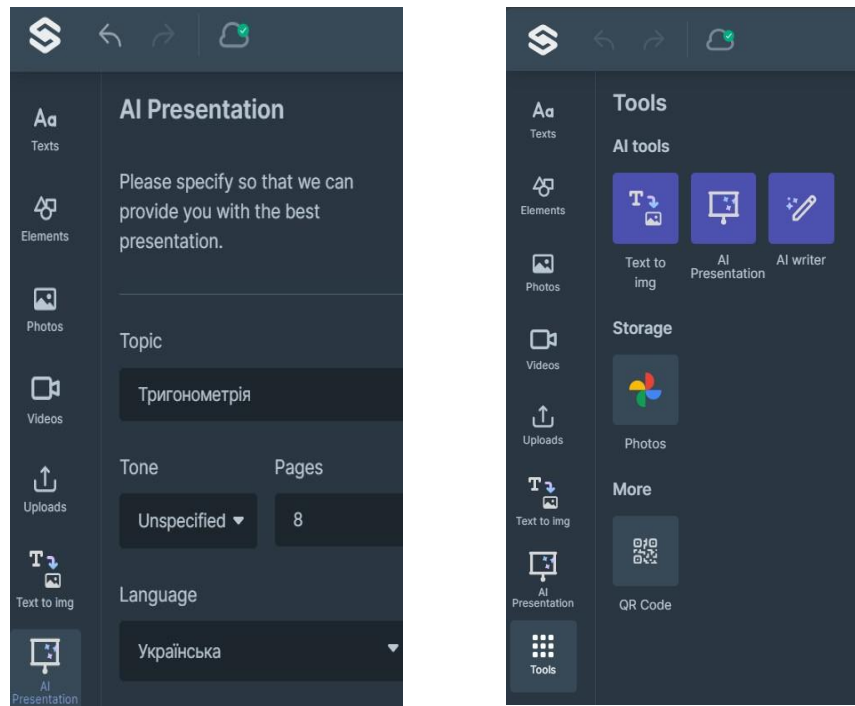 Texts
Elements
Photos
Videos
Uploads
Text to img
AI
Presentation
AI Presentation
Please specify so that we can
provide you with the best
presentation.
Topic
Тригонометрія
Tone Pages
Unspecified 8
Language
Українська
Texts
Elements
Photos
Videos
Uploads
Text to img
AI
Presentation
Tools
Tools
AI tools
Text to
img
AI
Presentation
AI writer
Storage
Photos
More
QR Code